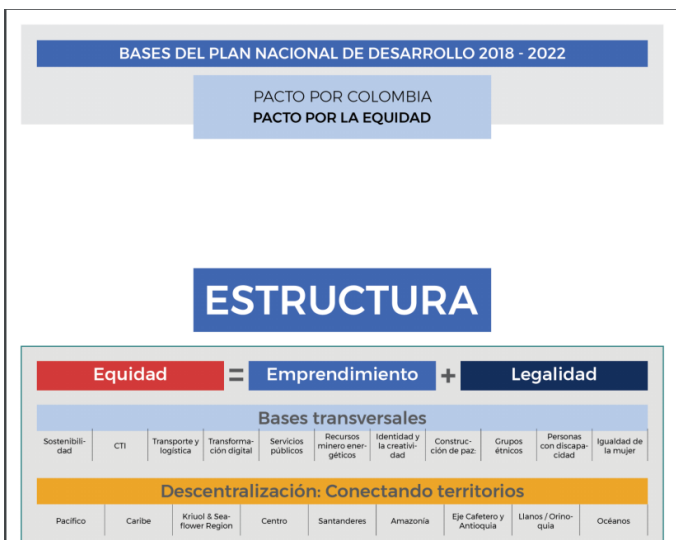 BASES DEL PLAN NACIONAL DE DESARROLLO 2018 - 2022
PACTO POR COLOMBIA
PACTO POR LA EQUIDAD
ESTRUCTURA
Equidad = Emprendimiento + Legalidad
Bases transversales
Sostenibili-
dad
CTI
Transporte y
logística
Transforma-
ción digital
Servicios
públicos
Recursos
minero ener-
géticos
Identidad y
la creativi-
dad
Construc-
ción de paz:
Grupos
étnicos
Personas
con discapa-
cidad
Igualdad de
la mujer
Descentralización: Conectando territorios
Pacífico
Caribe
Kriuol & Sea-
flower Region
Centro
Santanderes
Amazonía
Eje Cafetero y
Antioquia
Llanos / Orino-
quia
Océanos